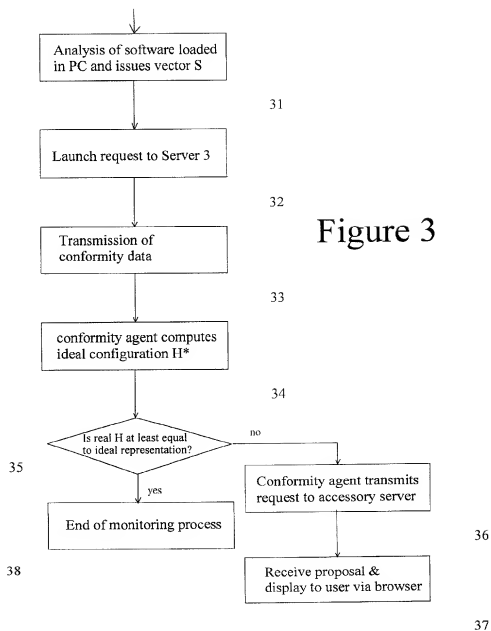 Analysis of software loaded
in PC and issues vector S
31
Launch request to Server 3
32
Figure 3
Transmission of
conformity data
33
conformity agent computes
ideal configuration H*
34
Is real H at least equal
to ideal representation?
no
35
yes
Conformity agent transmits
request to accessory server
End of monitoring process
36
38
Receive proposal &
display to user via browser
37